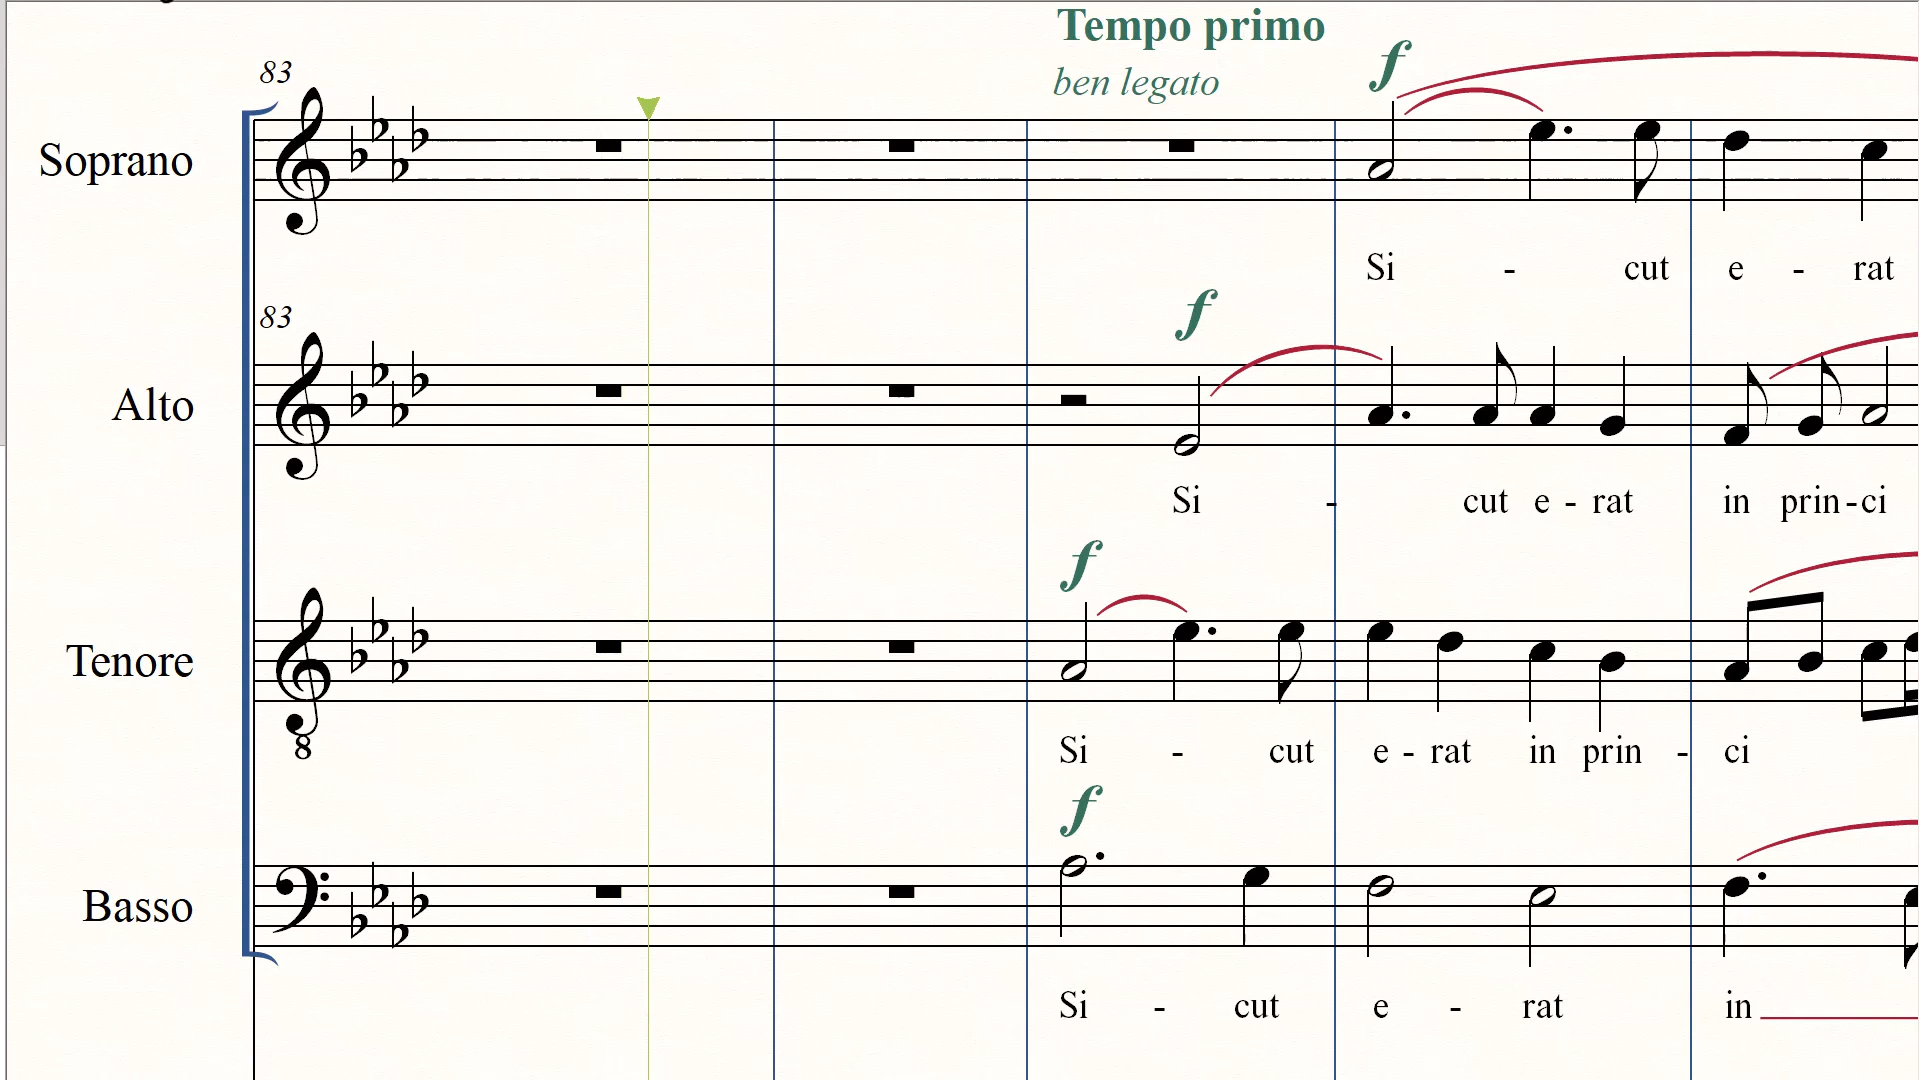 Tempo primo
ben legato
f
83
Soprano
Si - cut e - rat
83
f
Alto
Si - cut e - rat in prin - ci
f
Tenore
8
Si - cut e - rat in prin - ci
f
Basso
Si - cut e - rat in